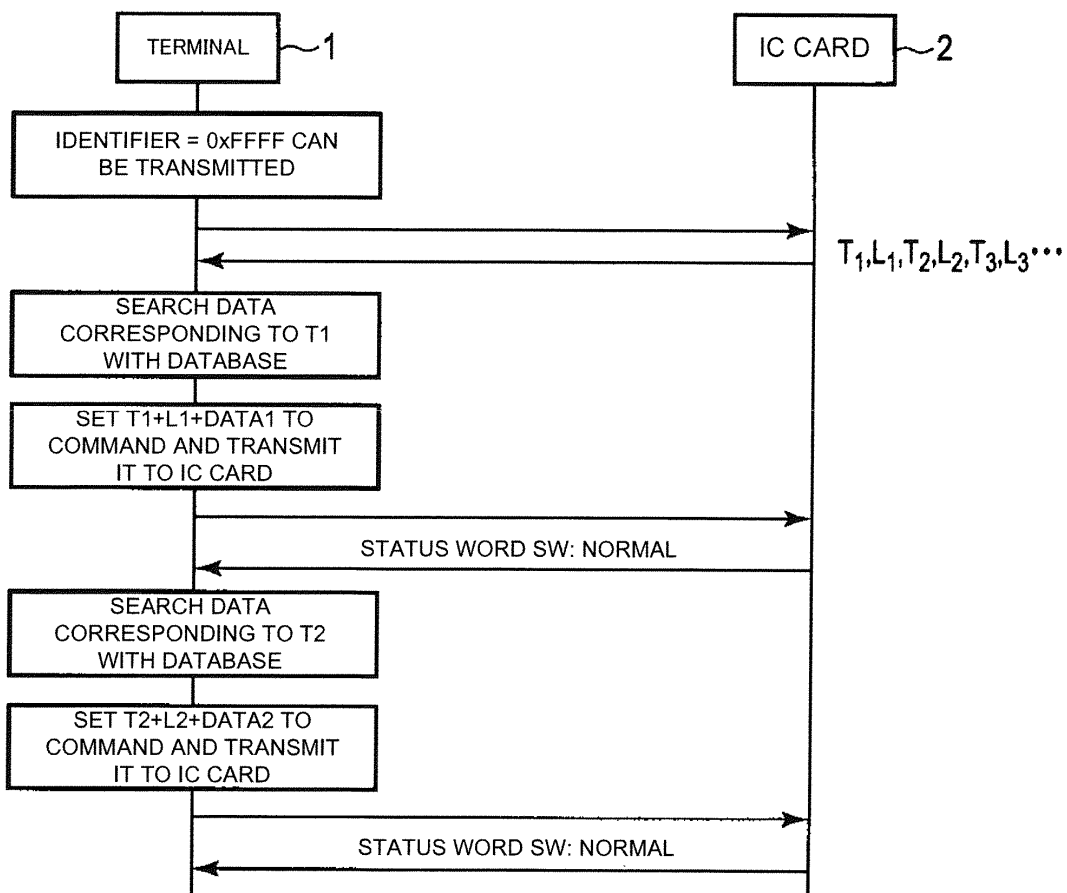 TERMINAL 1
IC CARD 2
IDENTIFIER = 0xFFFF CAN
BE TRANSMITTED
T1,L1,T2,L2,T3,L3···
SEARCH DATA
CORRESPONDING TO T1
WITH DATABASE
SET T1+L1+DATA1 TO
COMMAND AND TRANSMIT
IT TO IC CARD
STATUS WORD SW: NORMAL
SEARCH DATA
CORRESPONDING TO T2
WITH DATABASE
SET T2+L2+DATA2 TO
COMMAND AND TRANSMIT
IT TO IC CARD
STATUS WORD SW: NORMAL